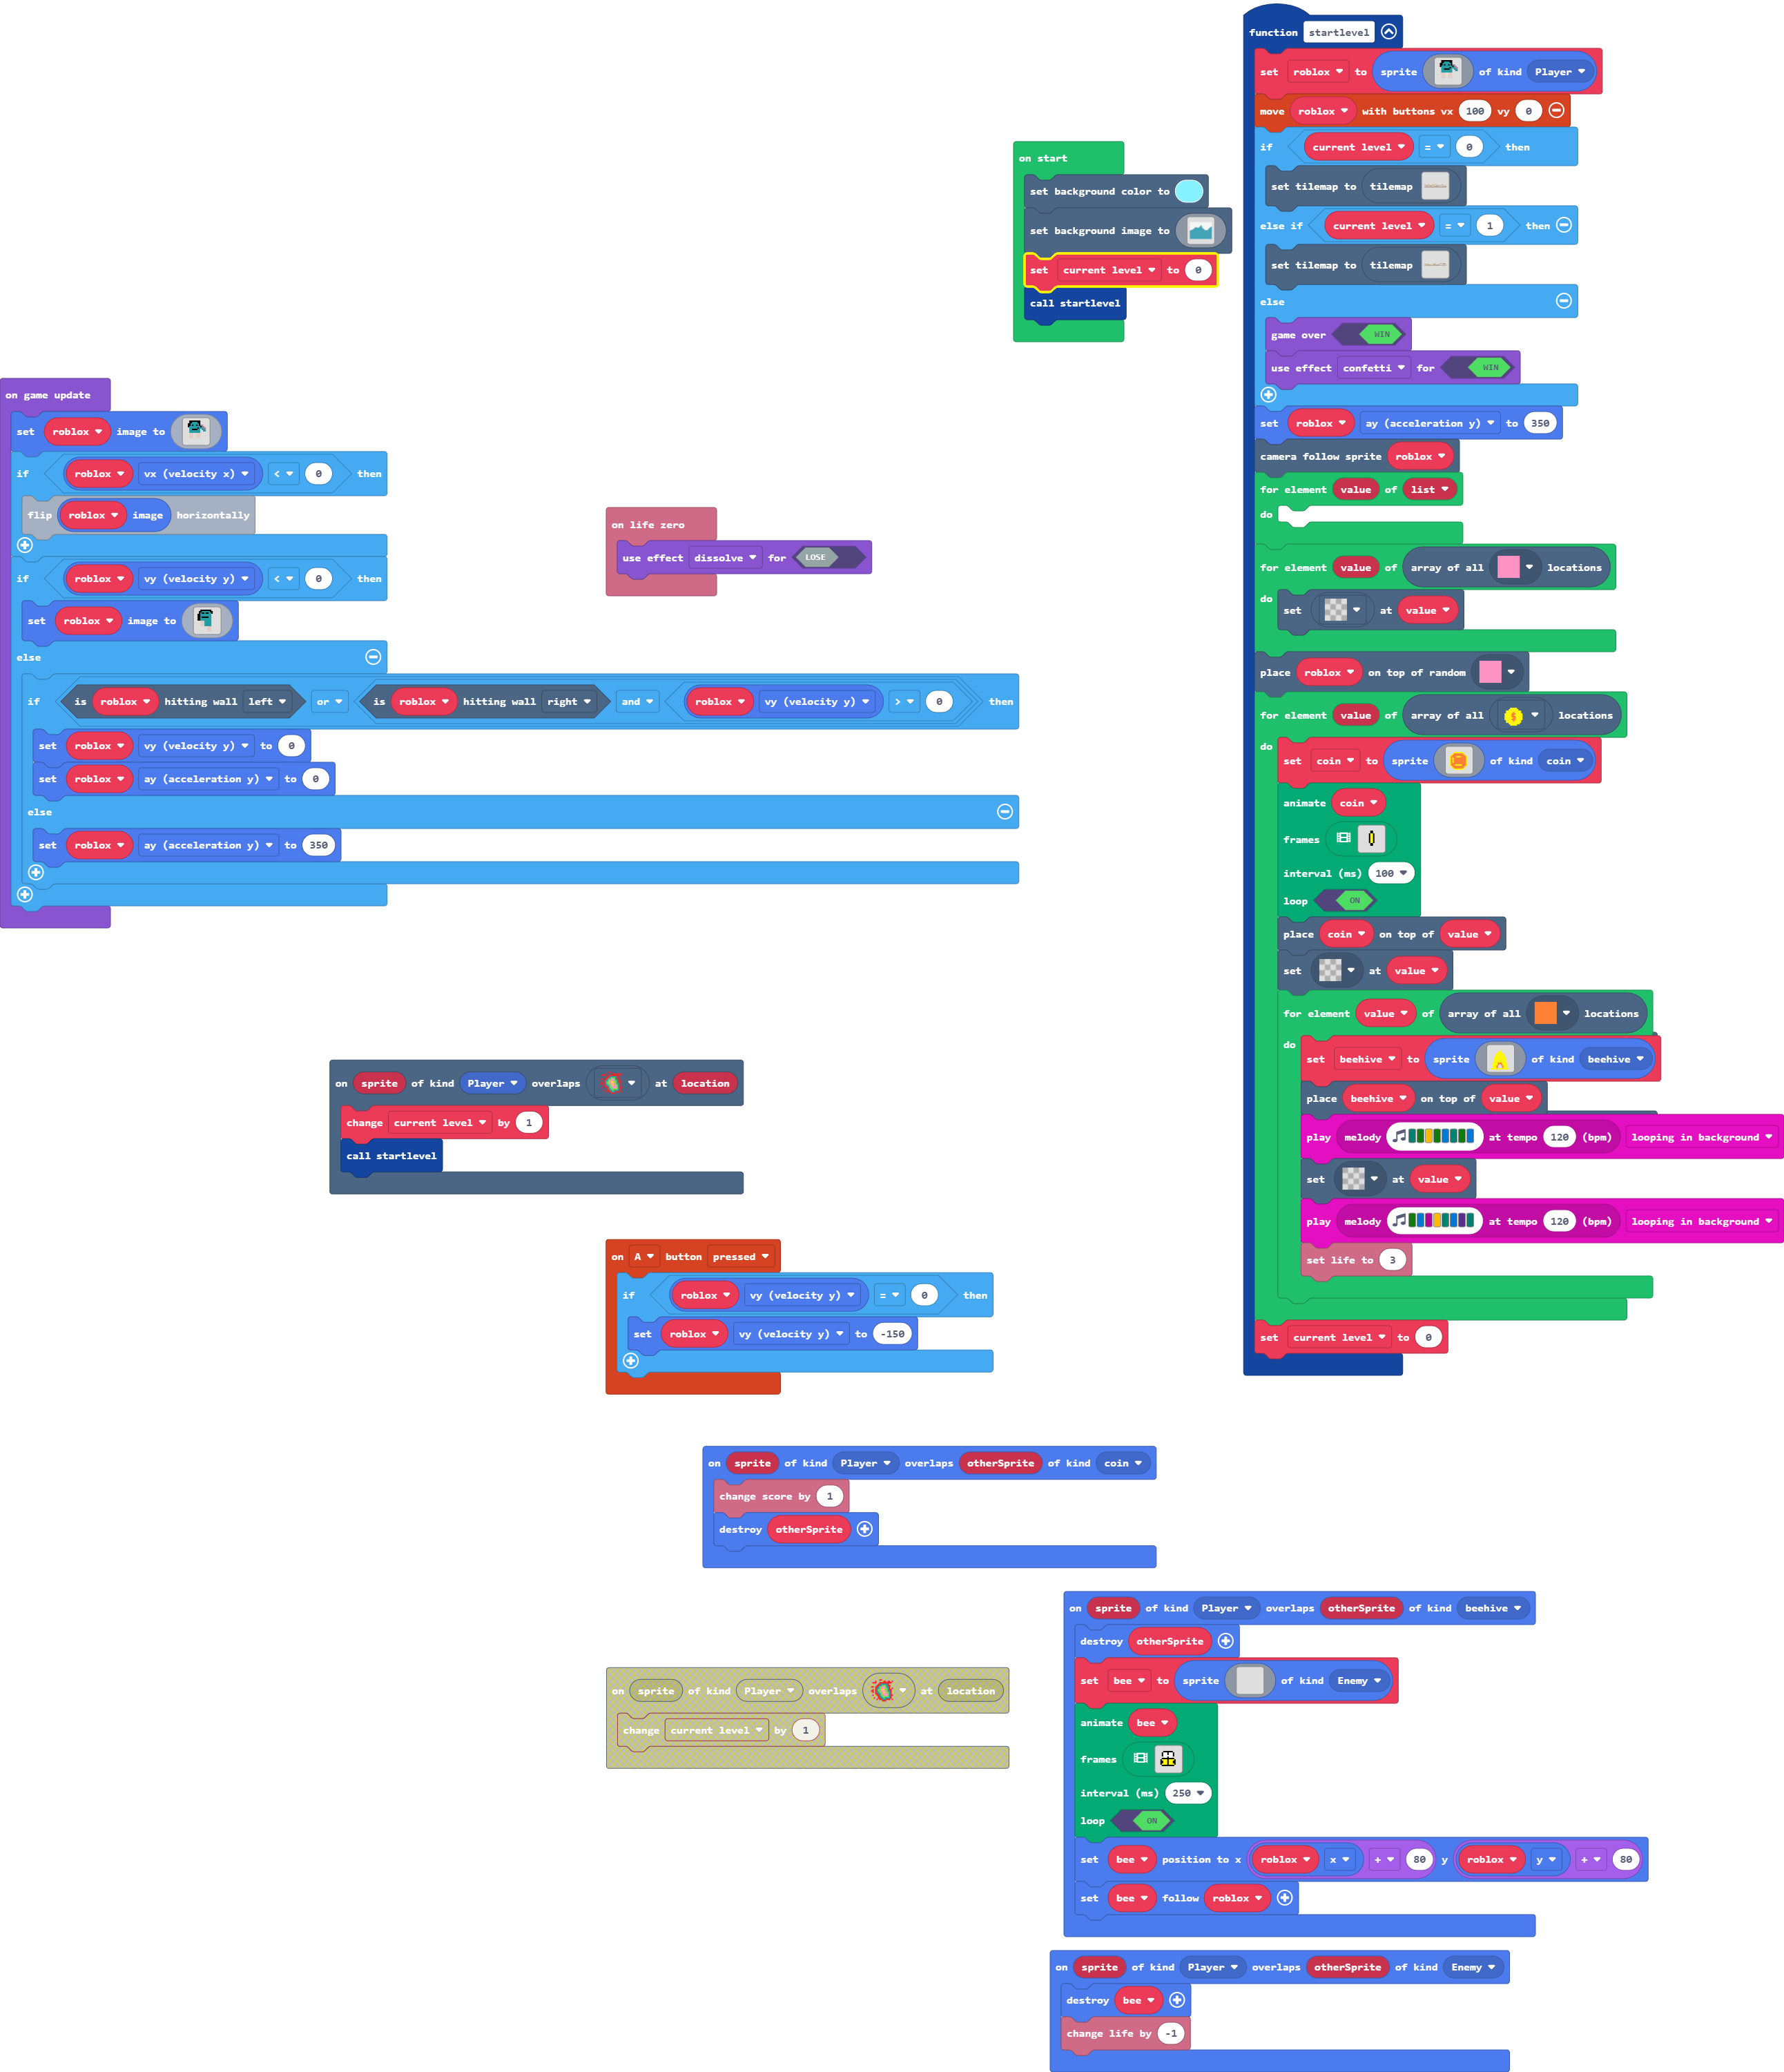 function startlevel
set roblox to sprite of kind Player
move roblox with buttons vx 100 vy 0
if current level = 0 then
set tilemap to tilemap
else if current level = 1 then
set tilemap to tilemap
else
game over WIN
use effect confetti for WIN
set roblox ay (acceleration y) to 350
camera follow sprite roblox
for element value of list
do
for element value of array of all locations
do
set at value
place roblox on top of random
for element value of array of all locations
do
set coin to sprite of kind coin
animate coin
frames
interval (ms) 100
loop ON
place coin on top of value
set at value
for element value of array of all locations
do
set beehive to sprite of kind beehive
place beehive on top of value
play melody at tempo 120 (bpm) looping in background
set at value
play melody at tempo 120 (bpm) looping in background
set life to 3
set current level to 0
on start
set background color to
set background image to
set current level to 0
call startlevel
on game update
set roblox image to
if roblox vx (velocity x) < 0 then
flip roblox image horizontally
if roblox vy (velocity y) < 0 then
set roblox image to
else
if is roblox hitting wall left or is roblox hitting wall right and roblox vy (velocity y) > 0 then
set roblox vy (velocity y) to 0
set roblox ay (acceleration y) to 0
else
set roblox ay (acceleration y) to 350
on life zero
use effect dissolve for LOSE
on sprite of kind Player overlaps at location
change current level by 1
call startlevel
on A button pressed
if roblox vy (velocity y) = 0 then
set roblox vy (velocity y) to -150
on sprite of kind Player overlaps otherSprite of kind coin
change score by 1
destroy otherSprite
on sprite of kind Player overlaps otherSprite of kind beehive
destroy otherSprite
set bee to sprite of kind Enemy
animate bee
frames
interval (ms) 250
loop ON
set bee position to x roblox x + 80 y roblox y + 80
set bee follow roblox
on sprite of kind Player overlaps at location
change current level by 1
on sprite of kind Player overlaps otherSprite of kind Enemy
destroy bee
change life by -1